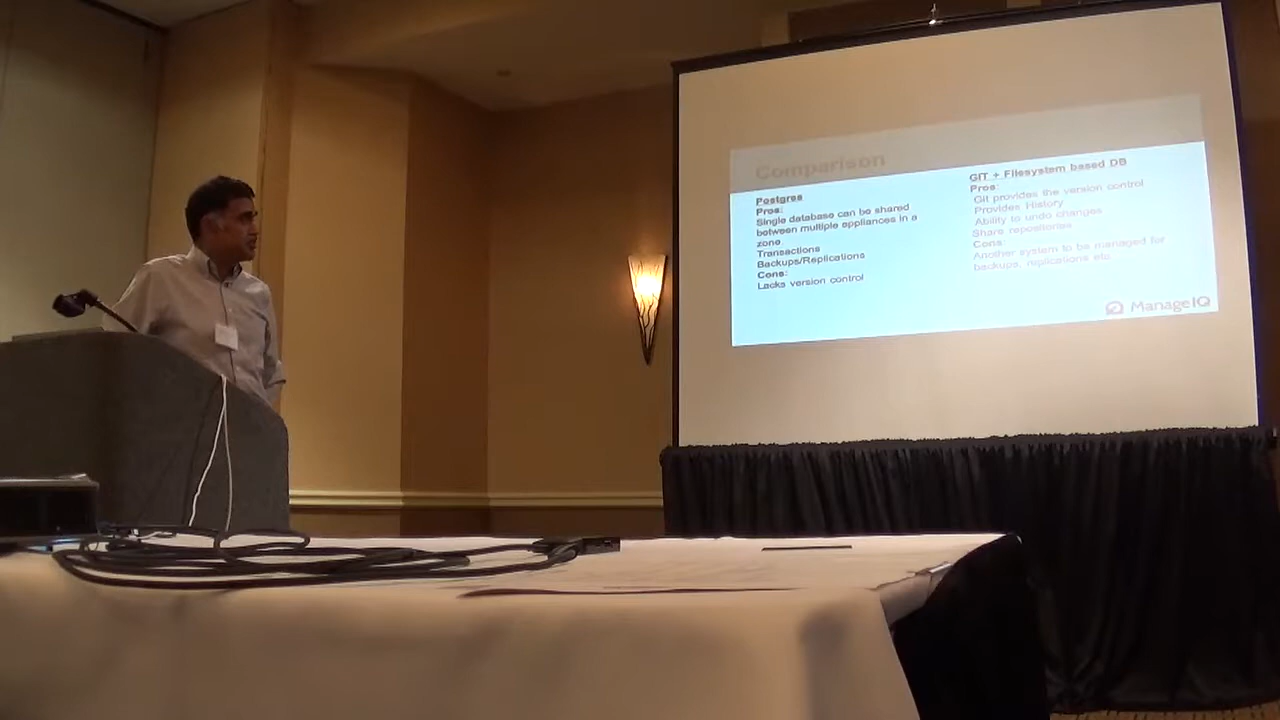 Comparison
Postgres
Pros:
Single database can be shared
between multiple appliances in a
zone
Transactions
Backups/Replications
Cons:
Lacks version control
GIT + Filesystem based DB
Pros:
Git provides the version control
Provides History
Ability to undo changes
Share repositories
Cons:
Another system to be managed for
backups, replications etc
ManageIQ